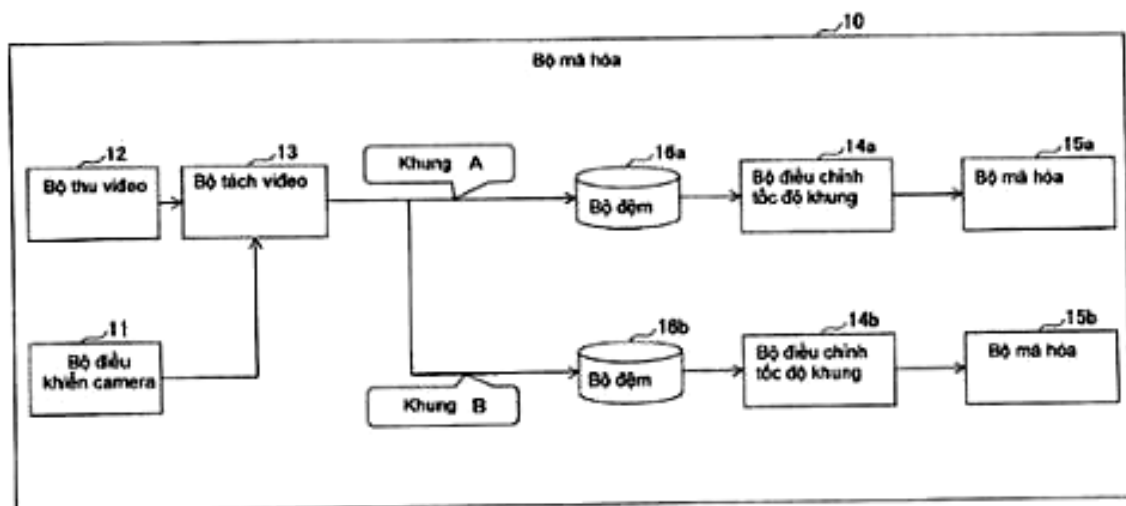 10
Bộ mã hóa
12
Bộ thu video
13
Bộ tách video
Khung A
16a
Bộ đệm
14a
Bộ điều chỉnh
tốc độ khung
15a
Bộ mã hóa
11
Bộ điều
khiển camera
Khung B
16b
Bộ đệm
14b
Bộ điều chỉnh
tốc độ khung
15b
Bộ mã hóa